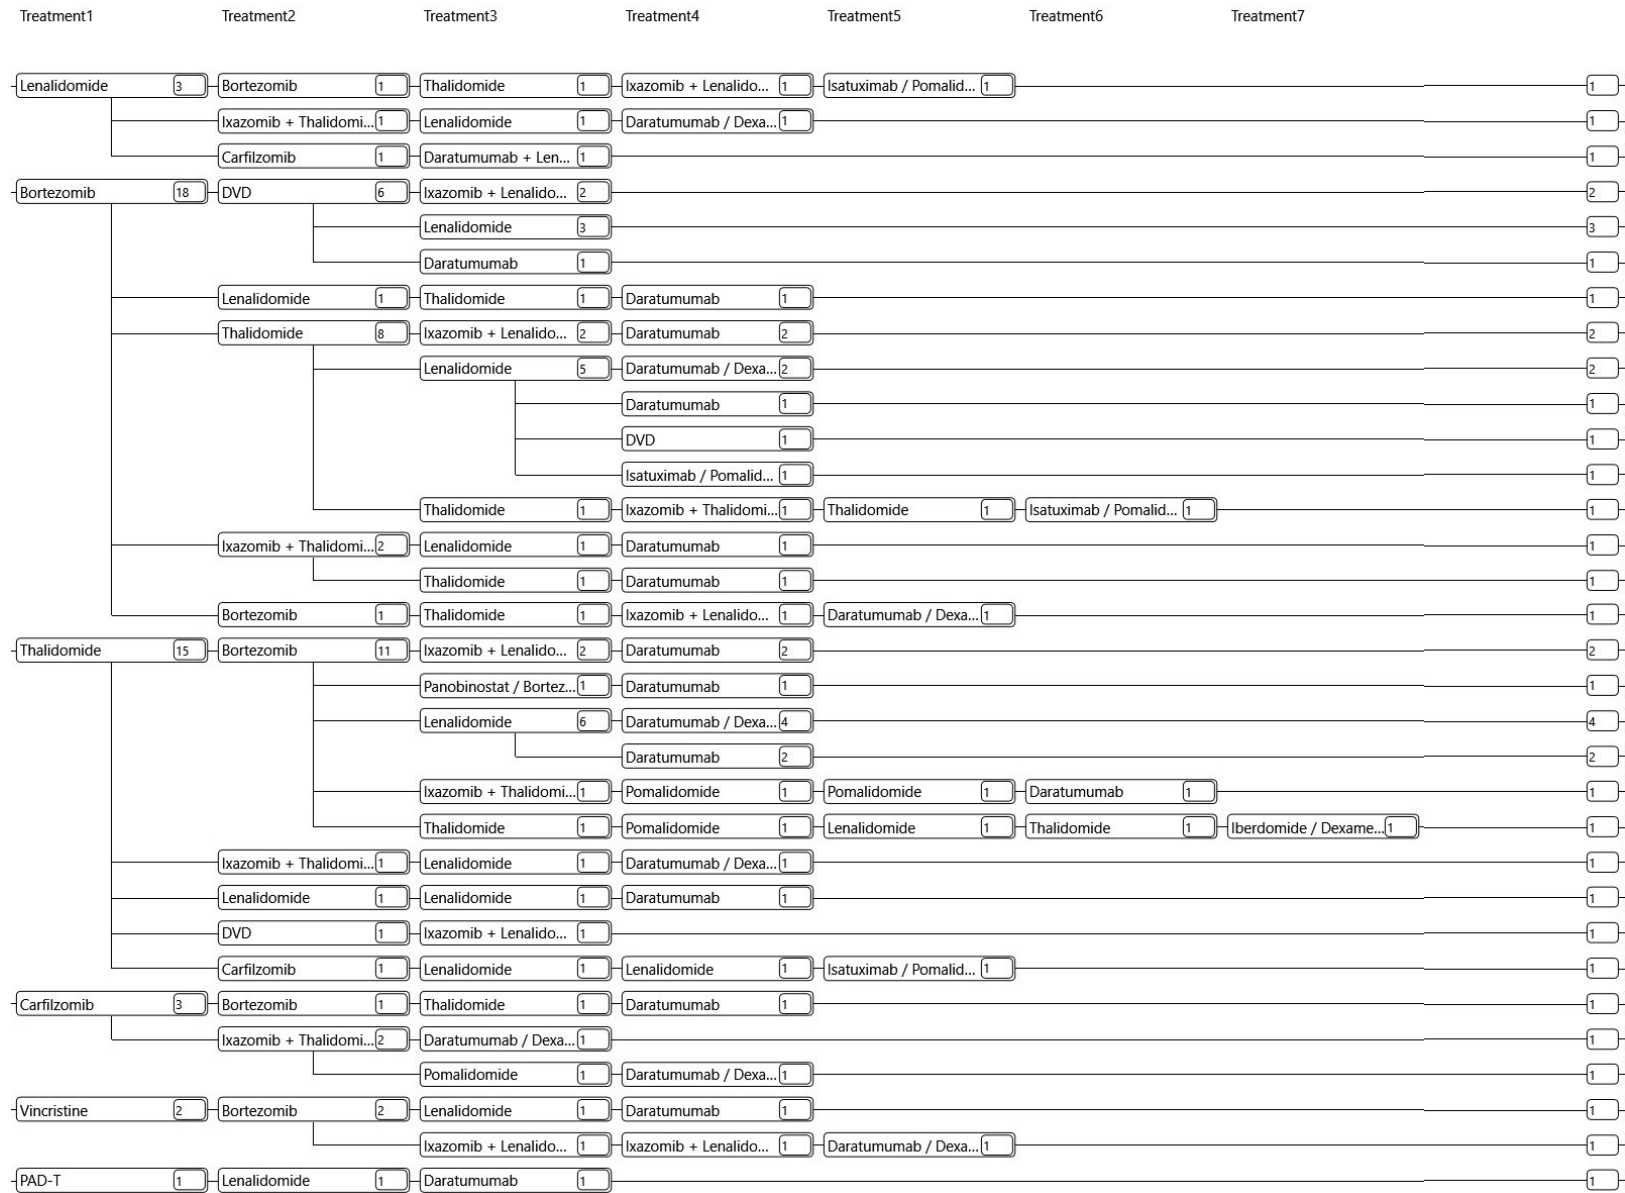 Treatment1 Treatment2 Treatment3 Treatment4 Treatment5 Treatment6 Treatment7
Lenalidomide 3 Bortezomib 1 Thalidomide 1 Ixazomib + Lenalido... 1 Isatuximab / Pomalid... 1 1
Ixazomib + Thalidomi... 1 Lenalidomide 1 Daratumumab / Dexa... 1 1
Carfilzomib 1 Daratumumab + Len... 1 1
Bortezomib 18 DVD 6 Ixazomib + Lenalido... 2 2
Lenalidomide 3 3
Daratumumab 1 1
Lenalidomide 1 Thalidomide 1 Daratumumab 1 1
Thalidomide 8 Ixazomib + Lenalido... 2 Daratumumab 2 2
Lenalidomide 5 Daratumumab / Dexa... 2 2
Daratumumab 1 1
DVD 1 1
Isatuximab / Pomalid... 1 1
Thalidomide 1 Ixazomib + Thalidomi... 1 Thalidomide 1 Isatuximab / Pomalid... 1 1
Ixazomib + Thalidomi... 2 Lenalidomide 1 Daratumumab 1 1
Thalidomide 1 Daratumumab 1 1
Bortezomib 1 Thalidomide 1 Ixazomib + Lenalido... 1 Daratumumab / Dexa... 1 1
Thalidomide 15 Bortezomib 11 Ixazomib + Lenalido... 2 Daratumumab 2 2
Panobinostat / Bortez... 1 Daratumumab 1 1
Lenalidomide 6 Daratumumab / Dexa... 4 4
Daratumumab 2 2
Ixazomib + Thalidomi... 1 Pomalidomide 1 Pomalidomide 1 Daratumumab 1 1
Thalidomide 1 Pomalidomide 1 Lenalidomide 1 Thalidomide 1 Iberdomide / Dexame... 1 1
Ixazomib + Thalidomi... 1 Lenalidomide 1 Daratumumab / Dexa... 1 1
Lenalidomide 1 Lenalidomide 1 Daratumumab 1 1
DVD 1 Ixazomib + Lenalido... 1 1
Carfilzomib 1 Lenalidomide 1 Lenalidomide 1 Isatuximab / Pomalid... 1 1
Carfilzomib 3 Bortezomib 1 Thalidomide 1 Daratumumab 1 1
Ixazomib + Thalidomi... 2 Daratumumab / Dexa... 1 1
Pomalidomide 1 Daratumumab / Dexa... 1 1
Vincristine 2 Bortezomib 2 Lenalidomide 1 Daratumumab 1 1
Ixazomib + Lenalido... 1 Ixazomib + Lenalido... 1 Daratumumab / Dexa... 1 1
PAD-T 1 Lenalidomide 1 Daratumumab 1 1